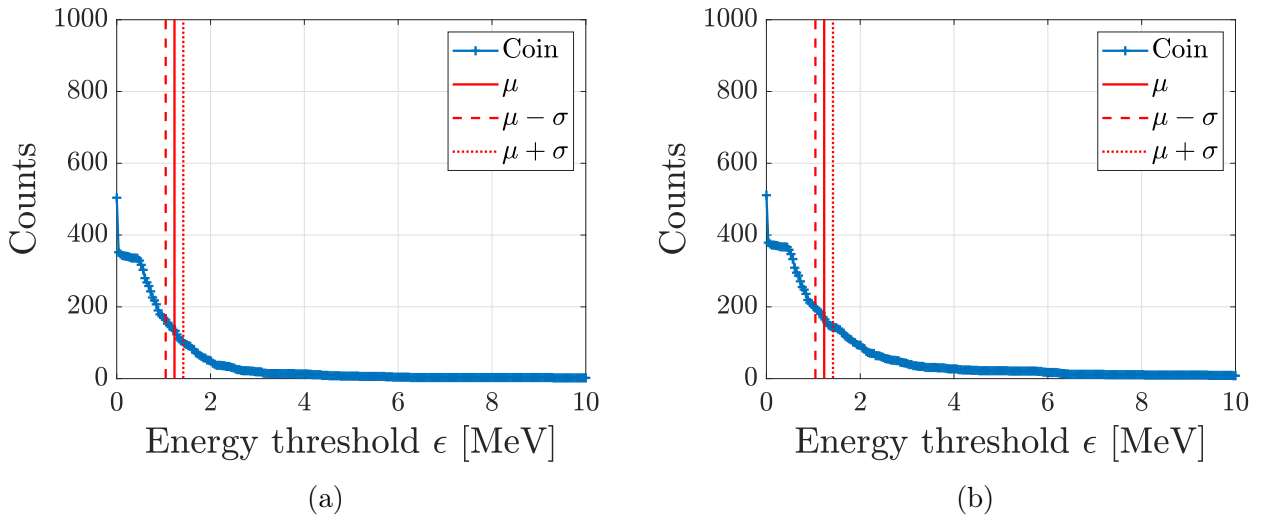 1000
800
600
400
200
0
Counts
0 2 4 6 8 10
Energy threshold ϵ [MeV]
Coin
μ
μ − σ
μ + σ
(a)
1000
800
600
400
200
0
Counts
0 2 4 6 8 10
Energy threshold ϵ [MeV]
Coin
μ
μ − σ
μ + σ
(b)